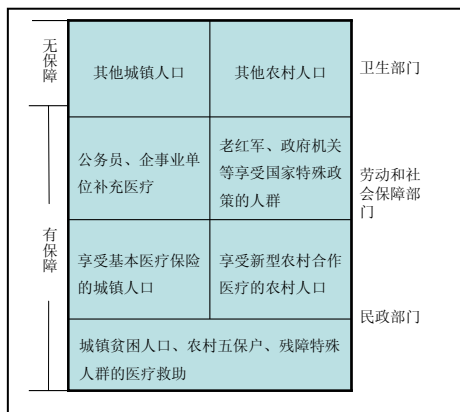 无保障
其他城镇人口
其他农村人口
卫生部门
公务员、企事业单
位补充医疗
老红军、政府机关
等享受国家特殊政
策的人群
劳动和社
会保障部
门
有保障
享受基本医疗保险
的城镇人口
享受新型农村合作
医疗的农村人口
民政部门
城镇贫困人口、农村五保户、残障特殊
人群的医疗救助